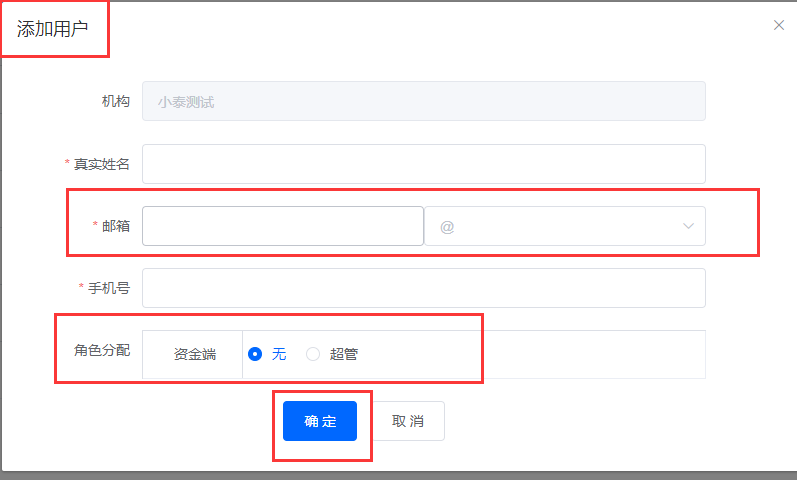 添加用户
机构 小泰测试
* 真实姓名
* 邮箱 @
* 手机号
角色分配 资金端 无 超管
确定 取消